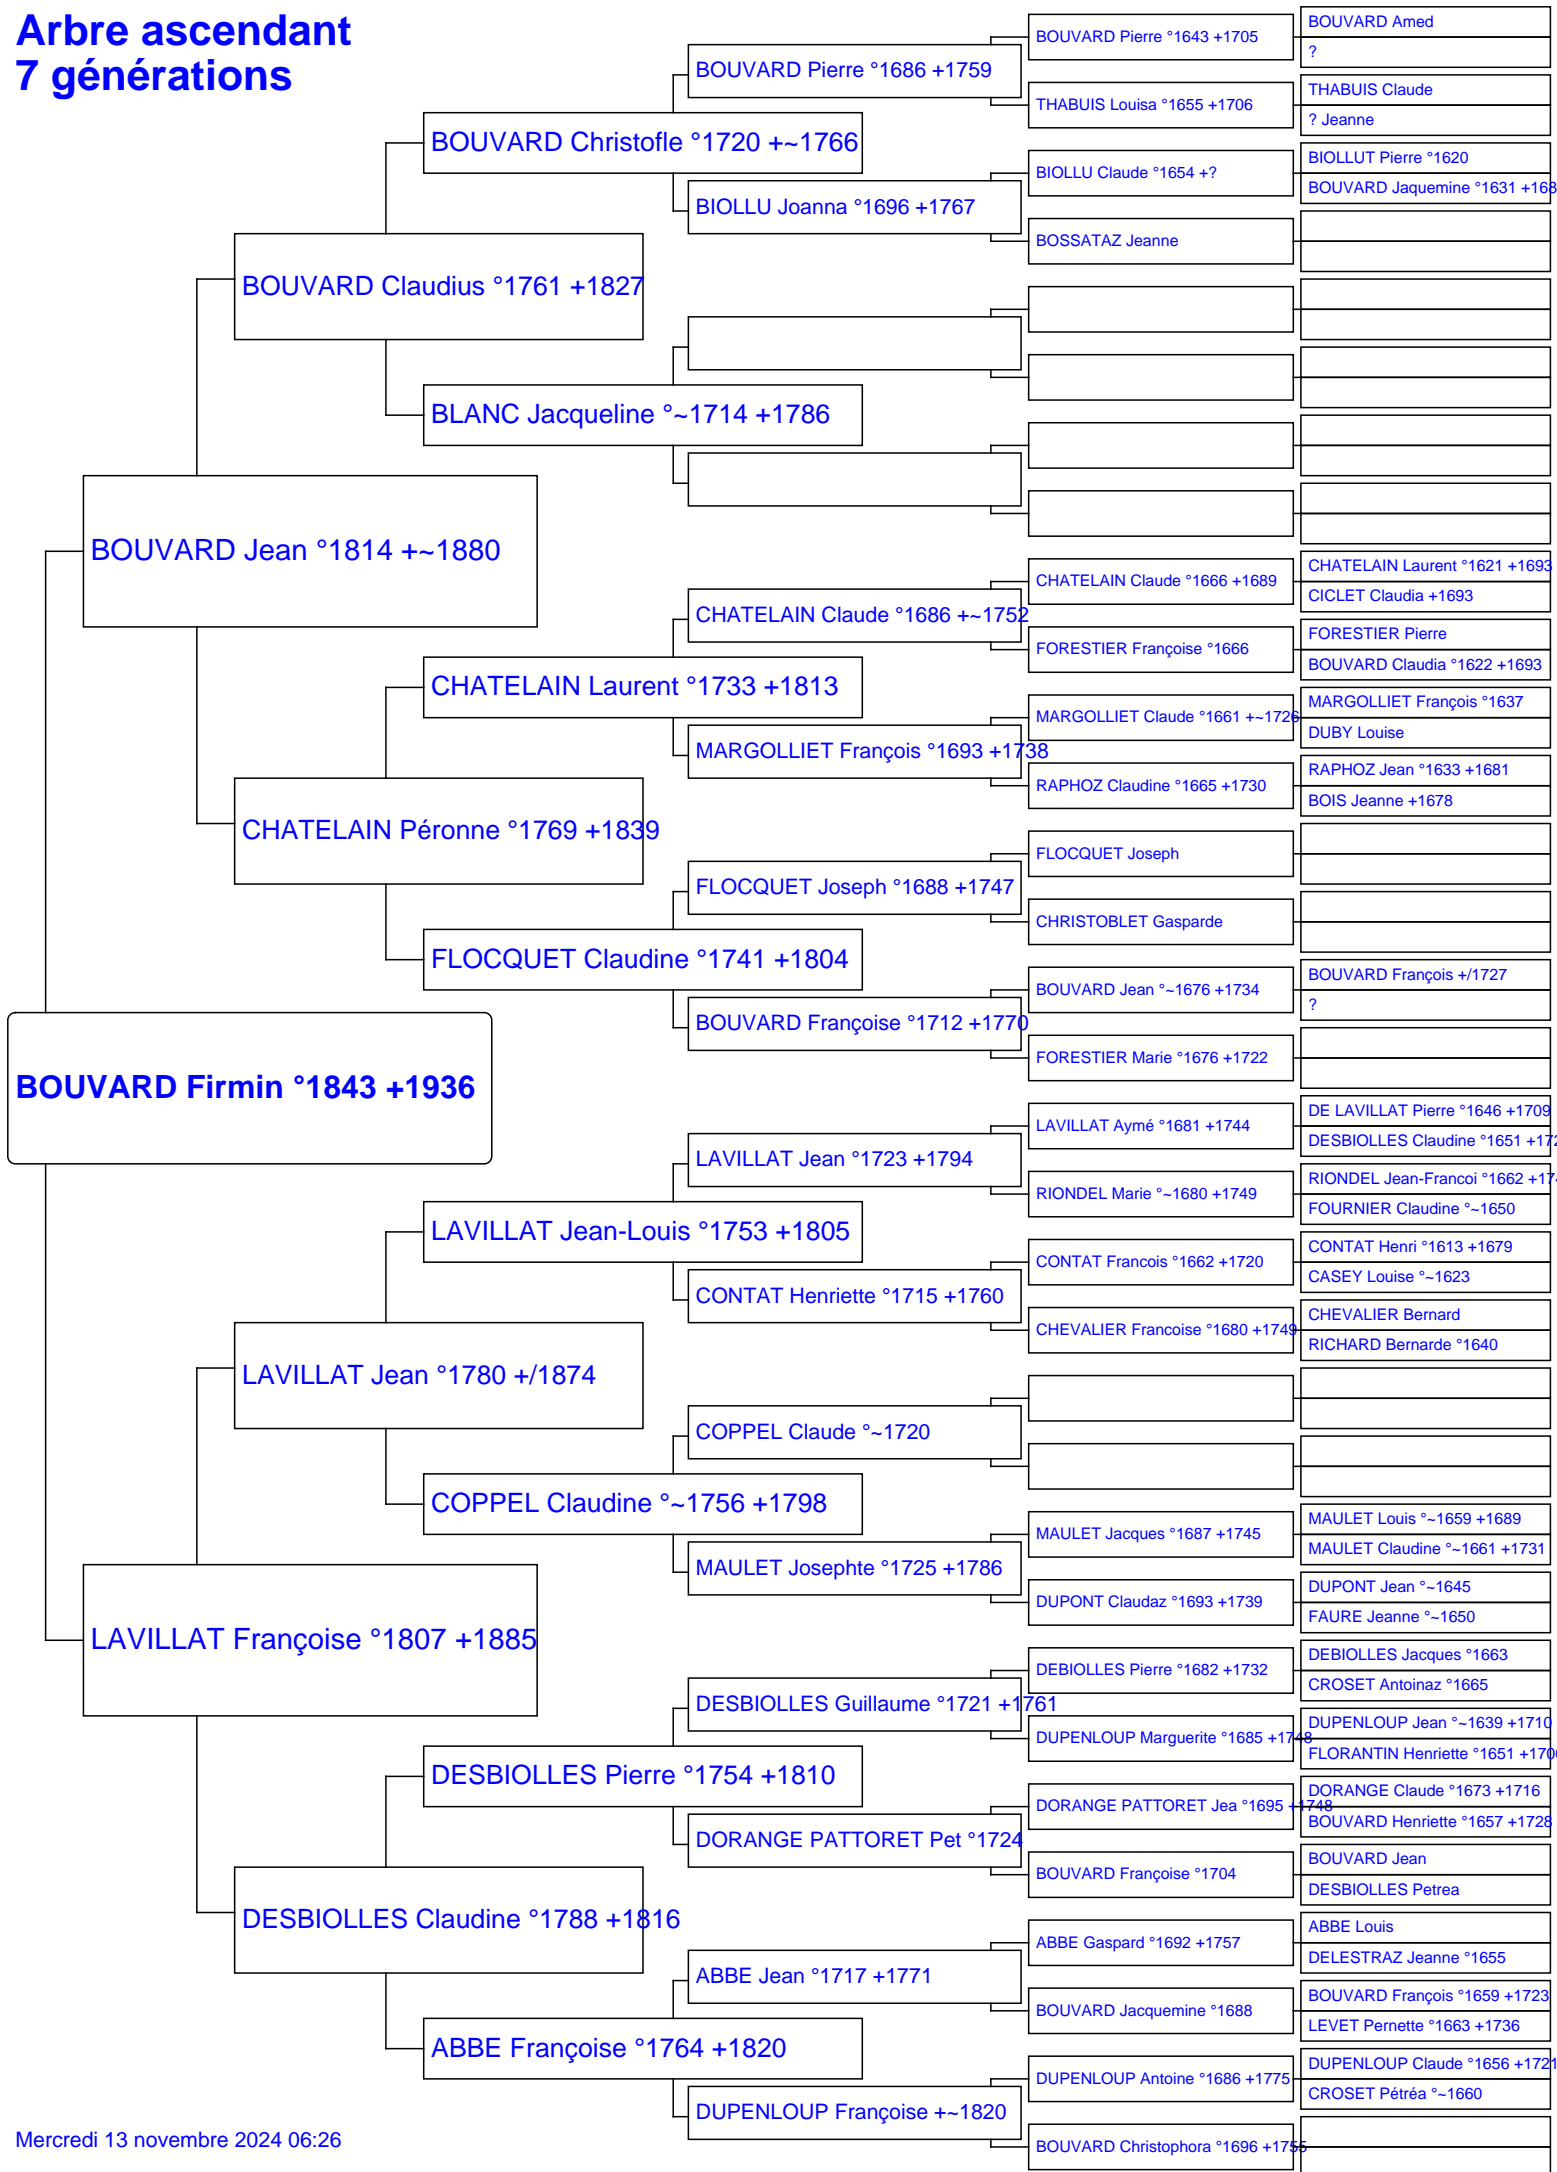 Arbre ascendant
7 générations
BOUVARD Firmin °1843 +1936
BOUVARD Jean °1814 +~1880
LAVILLAT Françoise °1807 +1885
BOUVARD Claudius °1761 +1827
CHATELAIN Péronne °1769 +1839
LAVILLAT Jean °1780 +/1874
DESBIOLLES Claudine °1788 +1816
BOUVARD Christofle °1720 +~1766
BLANC Jacqueline °~1714 +1786
CHATELAIN Laurent °1733 +1813
FLOCQUET Claudine °1741 +1804
LAVILLAT Jean-Louis °1753 +1805
COPPEL Claudine °~1756 +1798
DESBIOLLES Pierre °1754 +1810
ABBE Françoise °1764 +1820
BOUVARD Pierre °1686 +1759
BIOLLU Joanna °1696 +1767
CHATELAIN Claude °1686 +~1752
MARGOLLIET François °1693 +1738
FLOCQUET Joseph °1688 +1747
BOUVARD Françoise °1712 +1770
LAVILLAT Jean °1723 +1794
CONTAT Henriette °1715 +1760
COPPEL Claude °~1720
MAULET Josephte °1725 +1786
DESBIOLLES Guillaume °1721 +1761
DORANGE PATTORET Pet °1724
ABBE Jean °1717 +1771
DUPENLOUP Françoise +~1820
BOUVARD Pierre °1643 +1705
THABUIS Louisa °1655 +1706
BIOLLU Claude °1654 +?
BOSSATAZ Jeanne
CHATELAIN Claude °1666 +1689
FORESTIER Françoise °1666
MARGOLLIET Claude °1661 +~1726
RAPHOZ Claudine °1665 +1730
FLOCQUET Joseph
CHRISTOBLET Gasparde
BOUVARD Jean °~1676 +1734
FORESTIER Marie °1676 +1722
LAVILLAT Aymé °1681 +1744
RIONDEL Marie °~1680 +1749
CONTAT Francois °1662 +1720
CHEVALIER Francoise °1680 +1749
MAULET Jacques °1687 +1745
DUPONT Claudaz °1693 +1739
DEBIOLLES Pierre °1682 +1732
DUPENLOUP Marguerite °1685 +1748
DORANGE PATTORET Jea °1695 +1748
BOUVARD Françoise °1704
ABBE Gaspard °1692 +1757
BOUVARD Jacquemine °1688
DUPENLOUP Antoine °1686 +1775
BOUVARD Christophora °1696 +1755
BOUVARD Amed
?
THABUIS Claude
? Jeanne
BIOLLUT Pierre °1620
BOUVARD Jaquemine °1631 +168
CHATELAIN Laurent °1621 +1693
CICLET Claudia +1693
FORESTIER Pierre
BOUVARD Claudia °1622 +1693
MARGOLLIET François °1637
DUBY Louise
RAPHOZ Jean °1633 +1681
BOIS Jeanne +1678
BOUVARD François +/1727
?
DE LAVILLAT Pierre °1646 +1709
DESBIOLLES Claudine °1651 +172
RIONDEL Jean-Francoi °1662 +174
FOURNIER Claudine °~1650
CONTAT Henri °1613 +1679
CASEY Louise °~1623
CHEVALIER Bernard
RICHARD Bernarde °1640
MAULET Louis °~1659 +1689
MAULET Claudine °~1661 +1731
DUPONT Jean °~1645
FAURE Jeanne °~1650
DEBIOLLES Jacques °1663
CROSET Antoinaz °1665
DUPENLOUP Jean °~1639 +1710
FLORANTIN Henriette °1651 +1700
DORANGE Claude °1673 +1716
BOUVARD Henriette °1657 +1728
BOUVARD Jean
DESBIOLLES Petrea
ABBE Louis
DELESTRAZ Jeanne °1655
BOUVARD François °1659 +1723
LEVET Pernette °1663 +1736
DUPENLOUP Claude °1656 +1721
CROSET Pétréa °~1660
Mercredi 13 novembre 2024 06:26